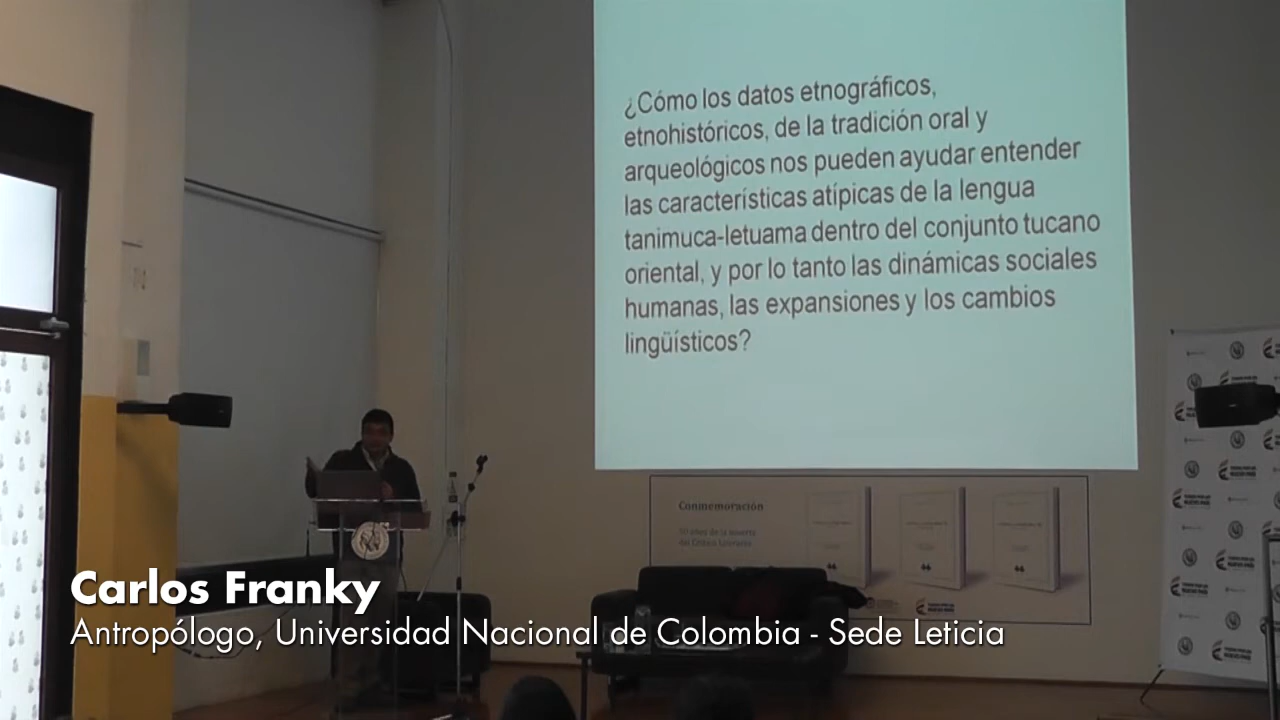 ¿Cómo los datos etnográficos,
etnohistóricos, de la tradición oral y
arqueológicos nos pueden ayudar entender
las características atípicas de la lengua
tanimuca-letuama dentro del conjunto tucano
oriental, y por lo tanto las dinámicas sociales
humanas, las expansiones y los cambios
lingüísticos?
Conmemoración
Carlos Franky
Antropólogo, Universidad Nacional de Colombia - Sede Leticia